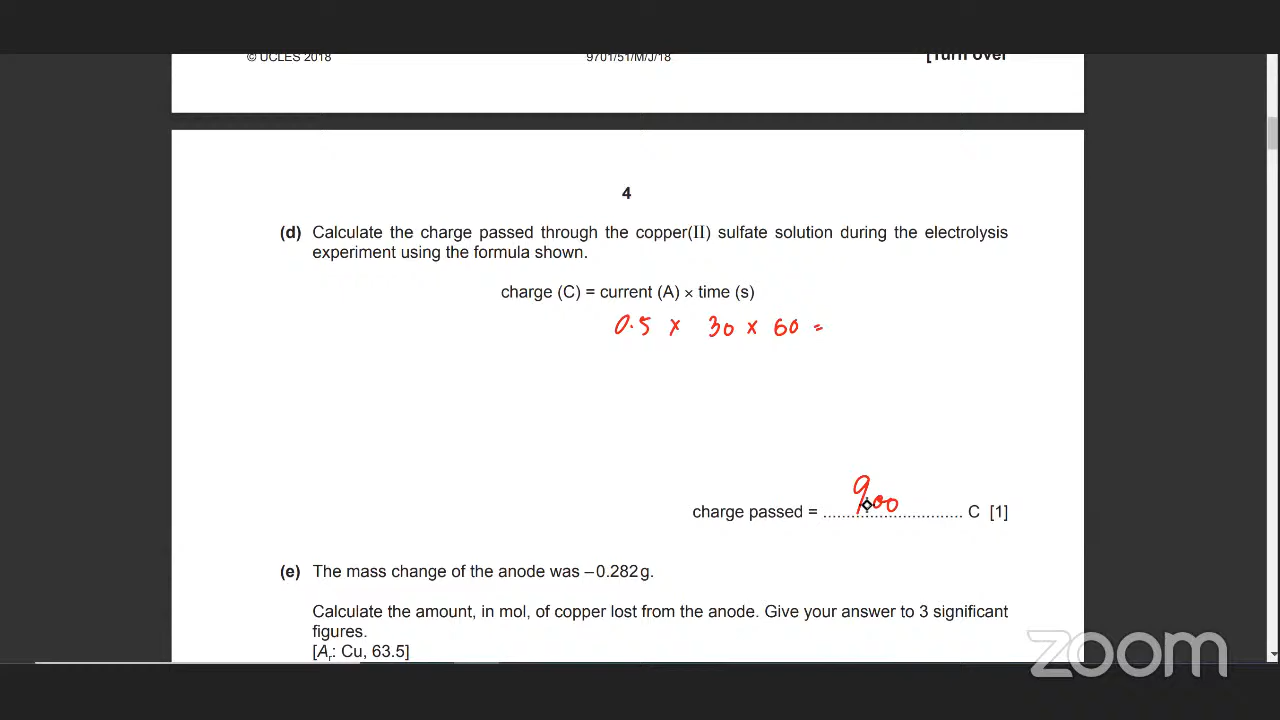 © UCLES 2018 9701/51/M/J/18 [Turn over
4
(d) Calculate the charge passed through the copper(II) sulfate solution during the electrolysis
experiment using the formula shown.
charge (C) = current (A) × time (s)
0.5 × 30 × 60 =
900
charge passed = .............................. C [1]
(e) The mass change of the anode was –0.282 g.
Calculate the amount, in mol, of copper lost from the anode. Give your answer to 3 significant
figures.
[Ar: Cu, 63.5]
zoom